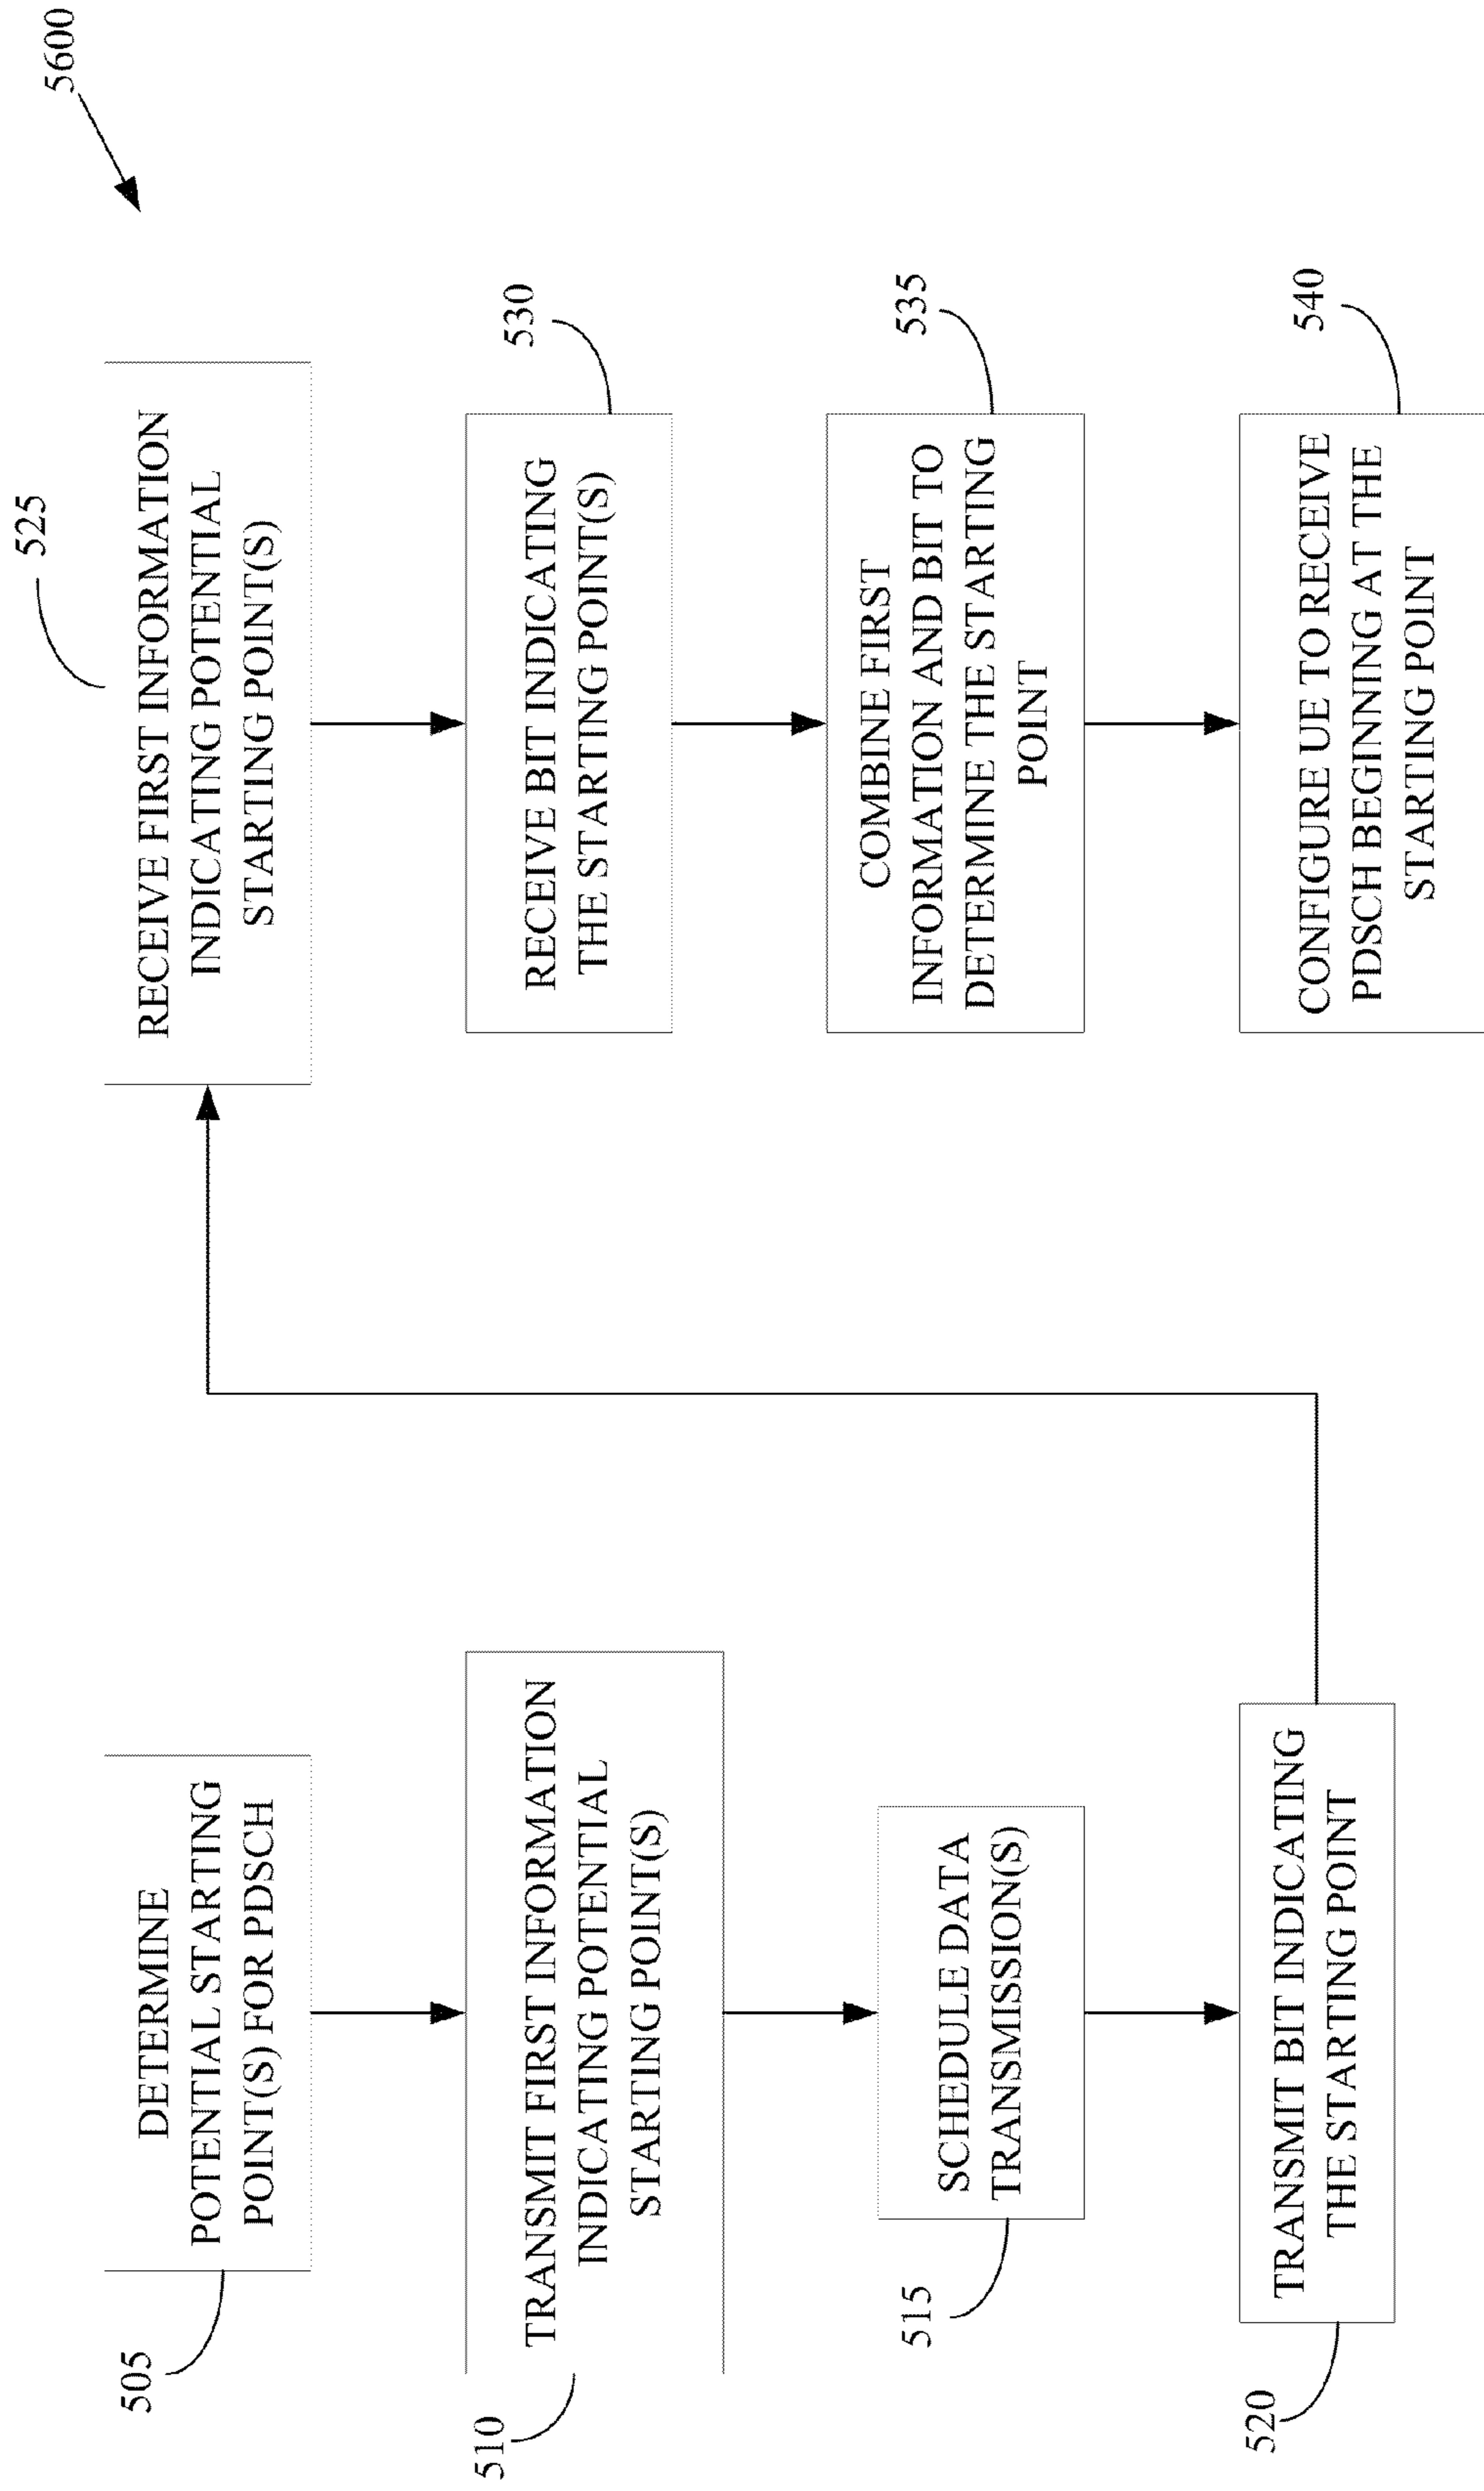 5600
505
DETERMINE
POTENTIAL STARTING
POINT(S) FOR PDSCH
510
TRANSMIT FIRST INFORMATION
INDICATING POTENTIAL
STARTING POINT(S)
515
SCHEDULE DATA
TRANSMISSION(S)
520
TRANSMIT BIT INDICATING
THE STARTING POINT
525
RECEIVE FIRST INFORMATION
INDICATING POTENTIAL
STARTING POINT(S)
530
RECEIVE BIT INDICATING
THE STARTING POINT(S)
535
COMBINE FIRST
INFORMATION AND BIT TO
DETERMINE THE STARTING
POINT
540
CONFIGURE UE TO RECEIVE
PDSCH BEGINNING AT THE
STARTING POINT